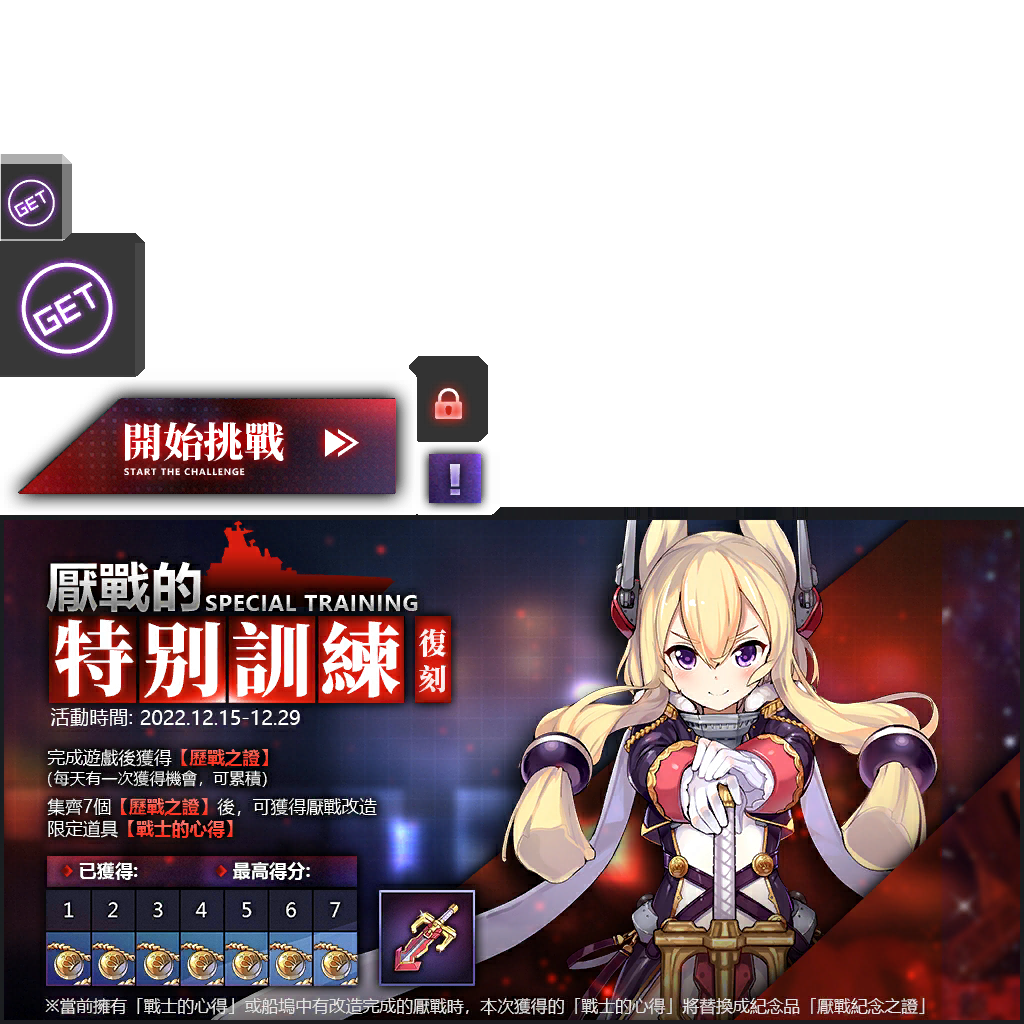 GET
GET
開始挑戰
START THE CHALLENGE
!
厭戰的
SPECIAL TRAINING
特別訓練
復刻
活動時間: 2022.12.15-12.29
完成遊戲後獲得【歷戰之證】
(每天有一次獲得機會，可累積)
集齊7個【歷戰之證】後，可獲得厭戰改造
限定道具【戰士的心得】
已獲得: 最高得分:
1 2 3 4 5 6 7
※當前擁有「戰士的心得」或船塢中有改造完成的厭戰時，本次獲得的「戰士的心得」將替換成紀念品「厭戰紀念之證」